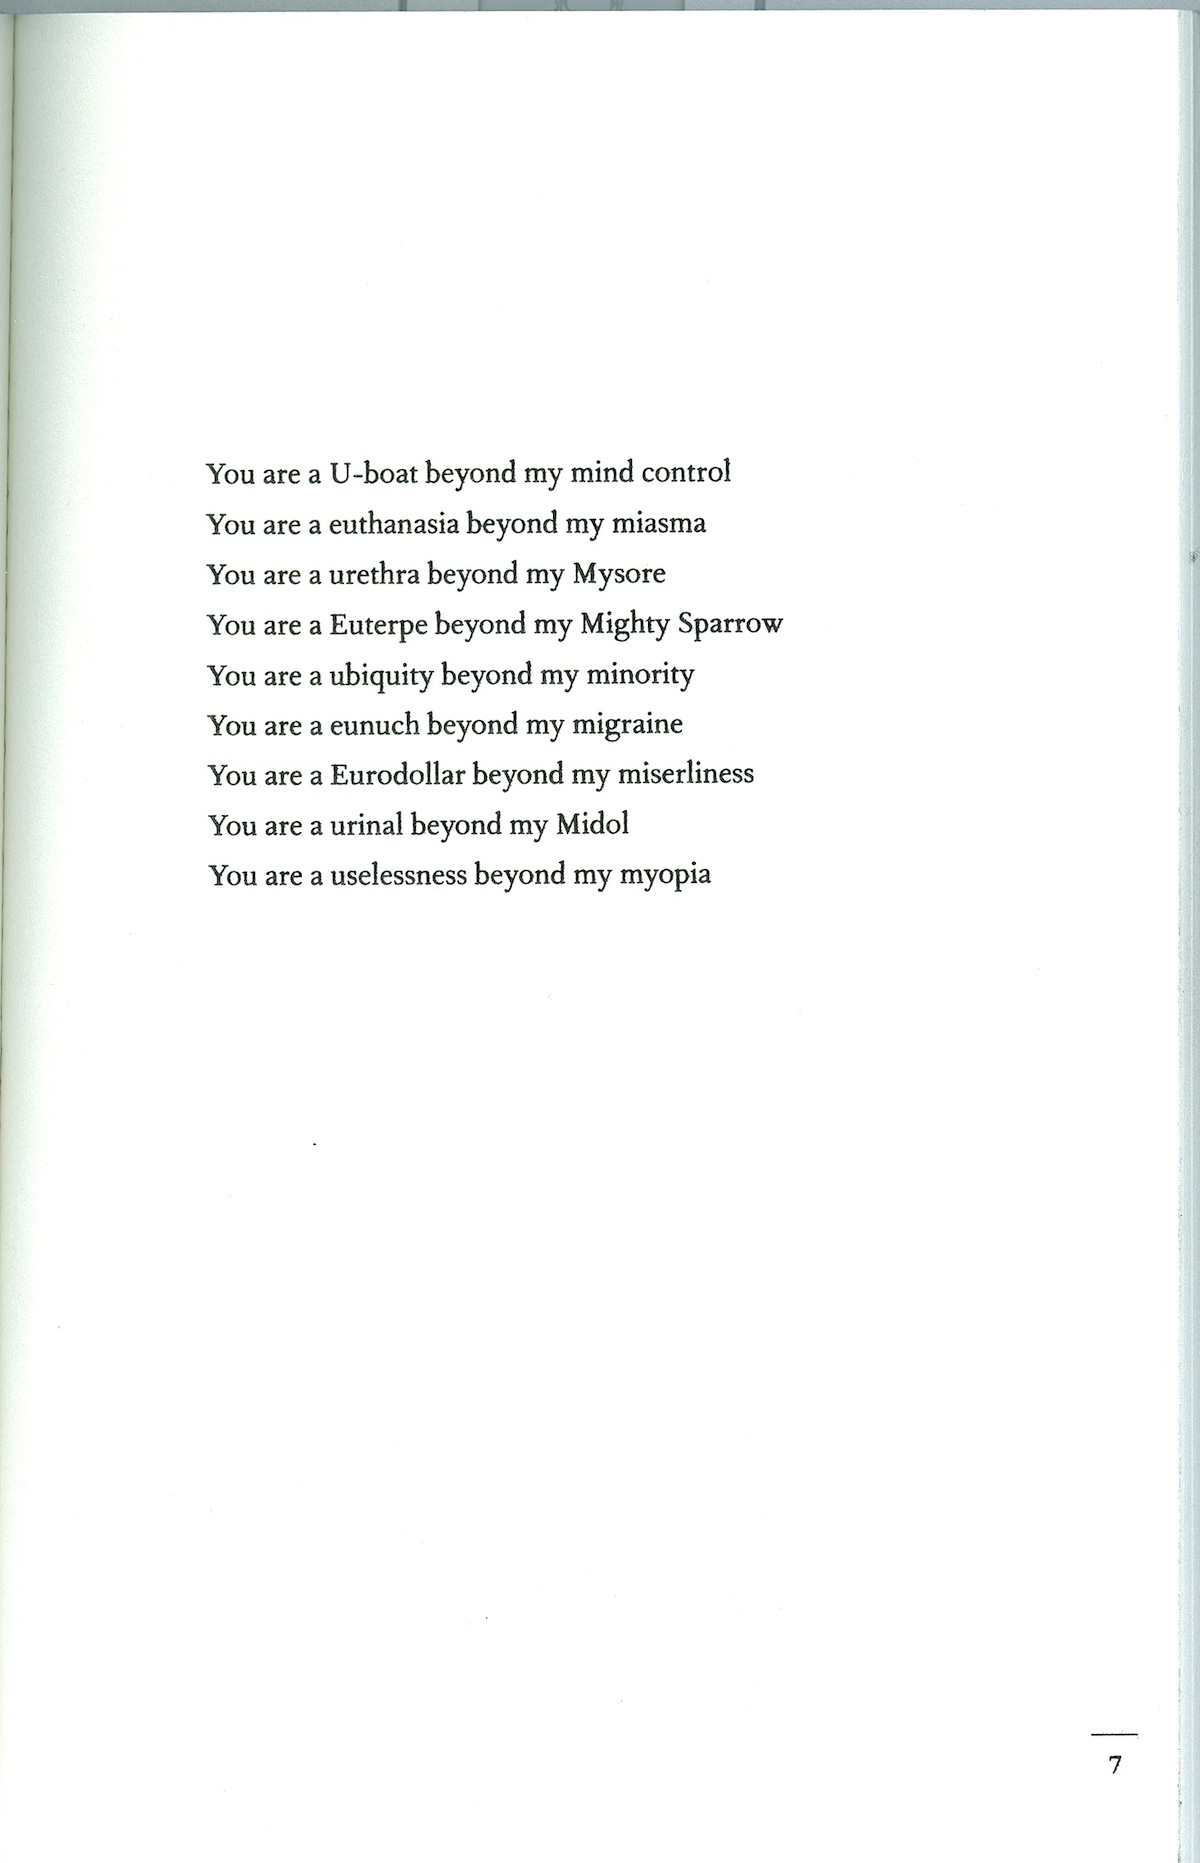 You are a U-boat beyond my mind control
You are a euthanasia beyond my miasma
You are a urethra beyond my Mysore
You are a Euterpe beyond my Mighty Sparrow
You are a ubiquity beyond my minority
You are a eunuch beyond my migraine
You are a Eurodollar beyond my miserliness
You are a urinal beyond my Midol
You are a uselessness beyond my myopia
7